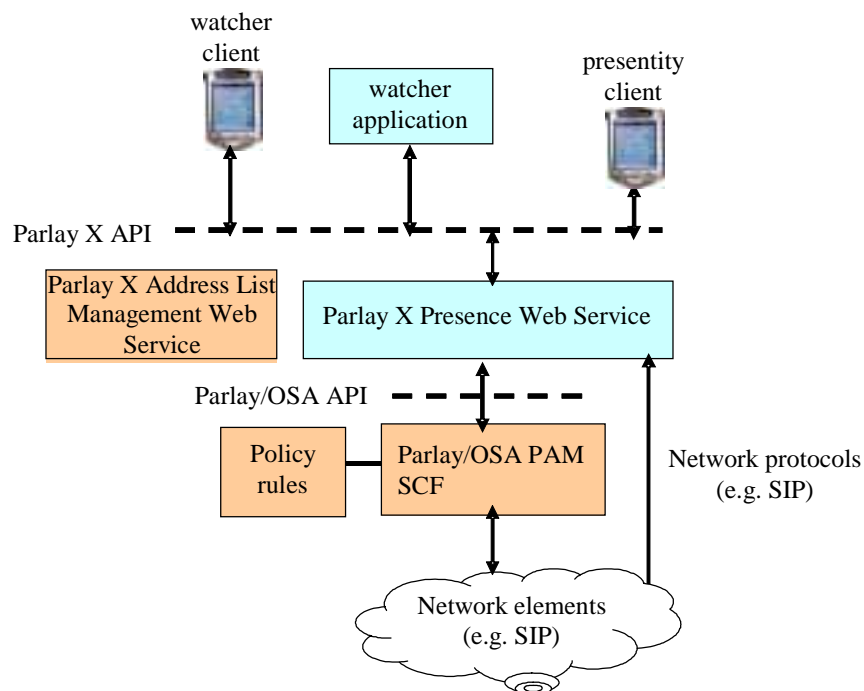 watcher
client
watcher
application
presentity
client
Parlay X API
Parlay X Address List
Management Web
Service
Parlay X Presence Web Service
Parlay/OSA API
Policy
rules
Parlay/OSA PAM
SCF
Network protocols
(e.g. SIP)
Network elements
(e.g. SIP)